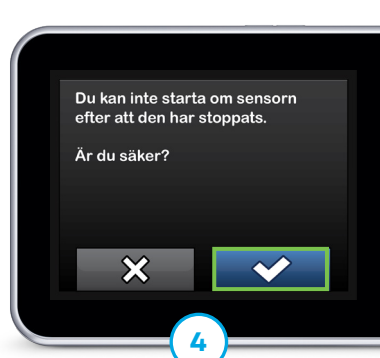 Du kan inte starta om sensorn
efter att den har stoppats.
Är du säker?
4